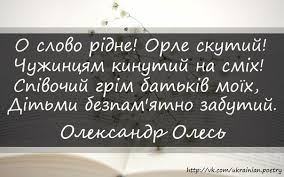 О слово рідне! Орле скутий!
Чужинцям кинутий на сміх!
Співочий грім батьків моїх,
Дітьми безпам'ятно забутий.
Олександр Олесь
http://vk.com/ukrainian.poetry